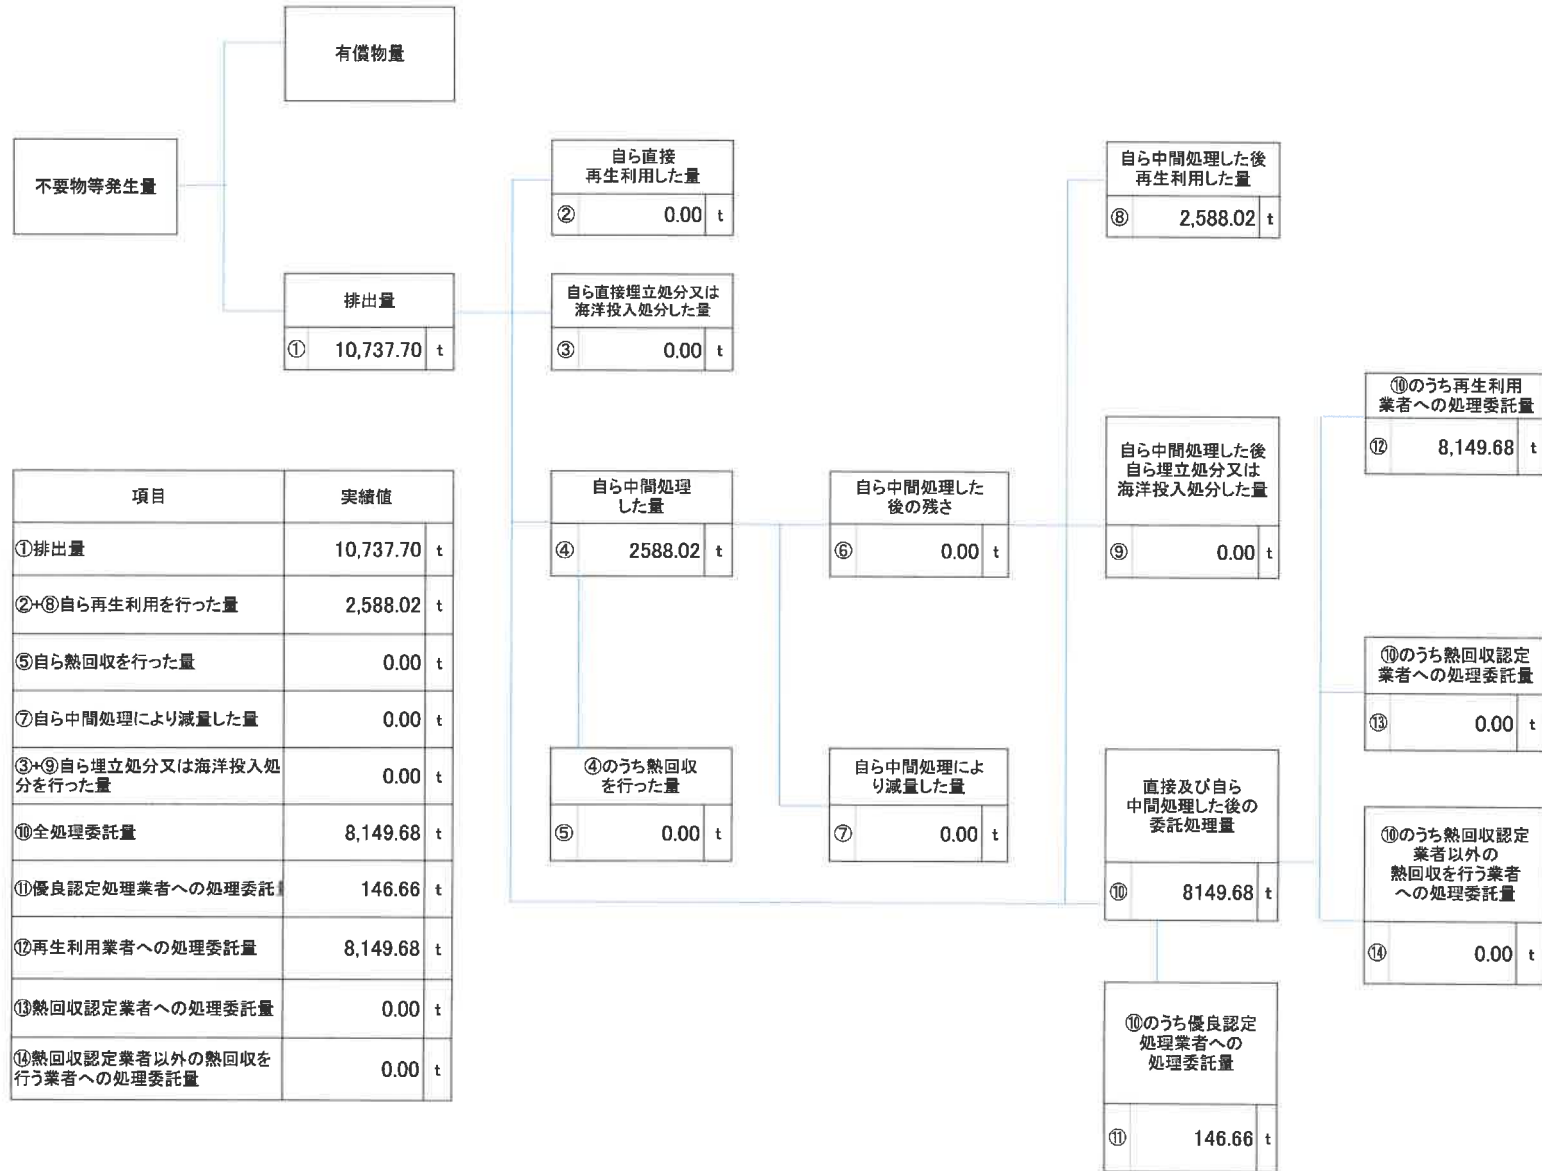 有償物量
不要物等発生量
排出量
① 10,737.70 t
自ら直接
再生利用した量
② 0.00 t
自ら直接埋立処分又は
海洋投入処分した量
③ 0.00 t
自ら中間処理した後
再生利用した量
⑧ 2,588.02 t
自ら中間処理
した量
④ 2588.02 t
自ら中間処理した
後の残さ
⑥ 0.00 t
自ら中間処理した後
自ら埋立処分又は
海洋投入処分した量
⑨ 0.00 t
⑩のうち再生利用
業者への処理委託量
⑫ 8,149.68 t
⑩のうち熱回収認定
業者への処理委託量
⑬ 0.00 t
④のうち熱回収
を行った量
⑤ 0.00 t
自ら中間処理によ
り減量した量
⑦ 0.00 t
直接及び自ら
中間処理した後の
委託処理量
⑩ 8149.68 t
⑩のうち熱回収認定
業者以外の
熱回収を行う業者
への処理委託量
⑭ 0.00 t
⑩のうち優良認定
処理業者への
処理委託量
⑪ 146.66 t
項目 実績値
①排出量 10,737.70 t
②+⑧自ら再生利用を行った量 2,588.02 t
⑤自ら熱回収を行った量 0.00 t
⑦自ら中間処理により減量した量 0.00 t
③+⑨自ら埋立処分又は海洋投入処
分を行った量 0.00 t
⑩全処理委託量 8,149.68 t
⑪優良認定処理業者への処理委託 146.66 t
⑫再生利用業者への処理委託量 8,149.68 t
⑬熱回収認定業者への処理委託量 0.00 t
⑭熱回収認定業者以外の熱回収を
行う業者への処理委託量 0.00 t